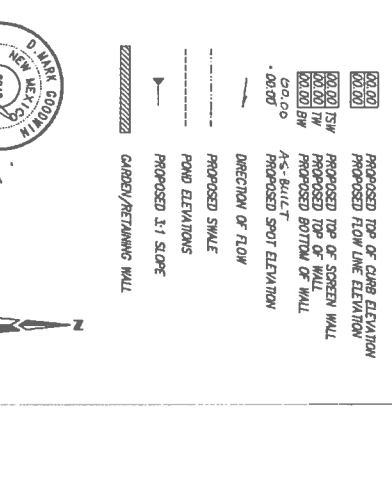 00.00 PROPOSED TOP OF CURB ELEVATION
00.00 PROPOSED FLOW LINE ELEVATION
00.00 TSW PROPOSED TOP OF SCREEN WALL
00.00 TW PROPOSED TOP OF WALL
00.00 BW PROPOSED BOTTOM OF WALL
60.00 AS-BUILT
• 00.00 PROPOSED SPOT ELEVATION
DIRECTION OF FLOW
PROPOSED SWALE
POND ELEVATIONS
PROPOSED 3:1 SLOPE
GARDEN/RETAINING WALL
D. MARK GOODWIN
NEW MEXICO
N